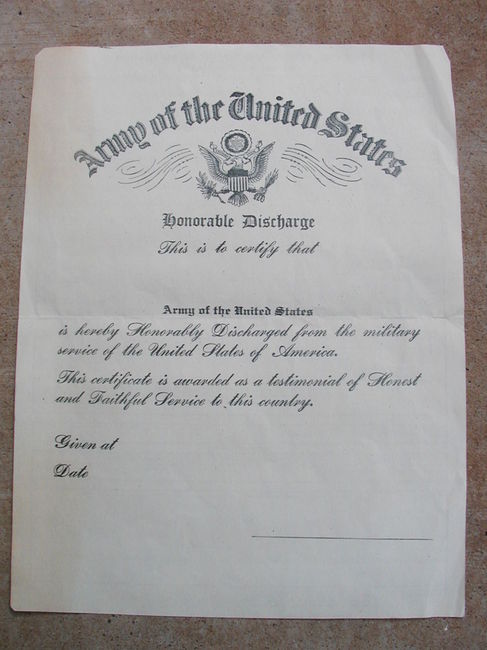 Army of the United States
Honorable Discharge
This is to certify that
Army of the United States
is hereby Honorably Discharged from the military
service of the United States of America.
This certificate is awarded as a testimonial of Honest
and Faithful Service to this country.
Given at
Date